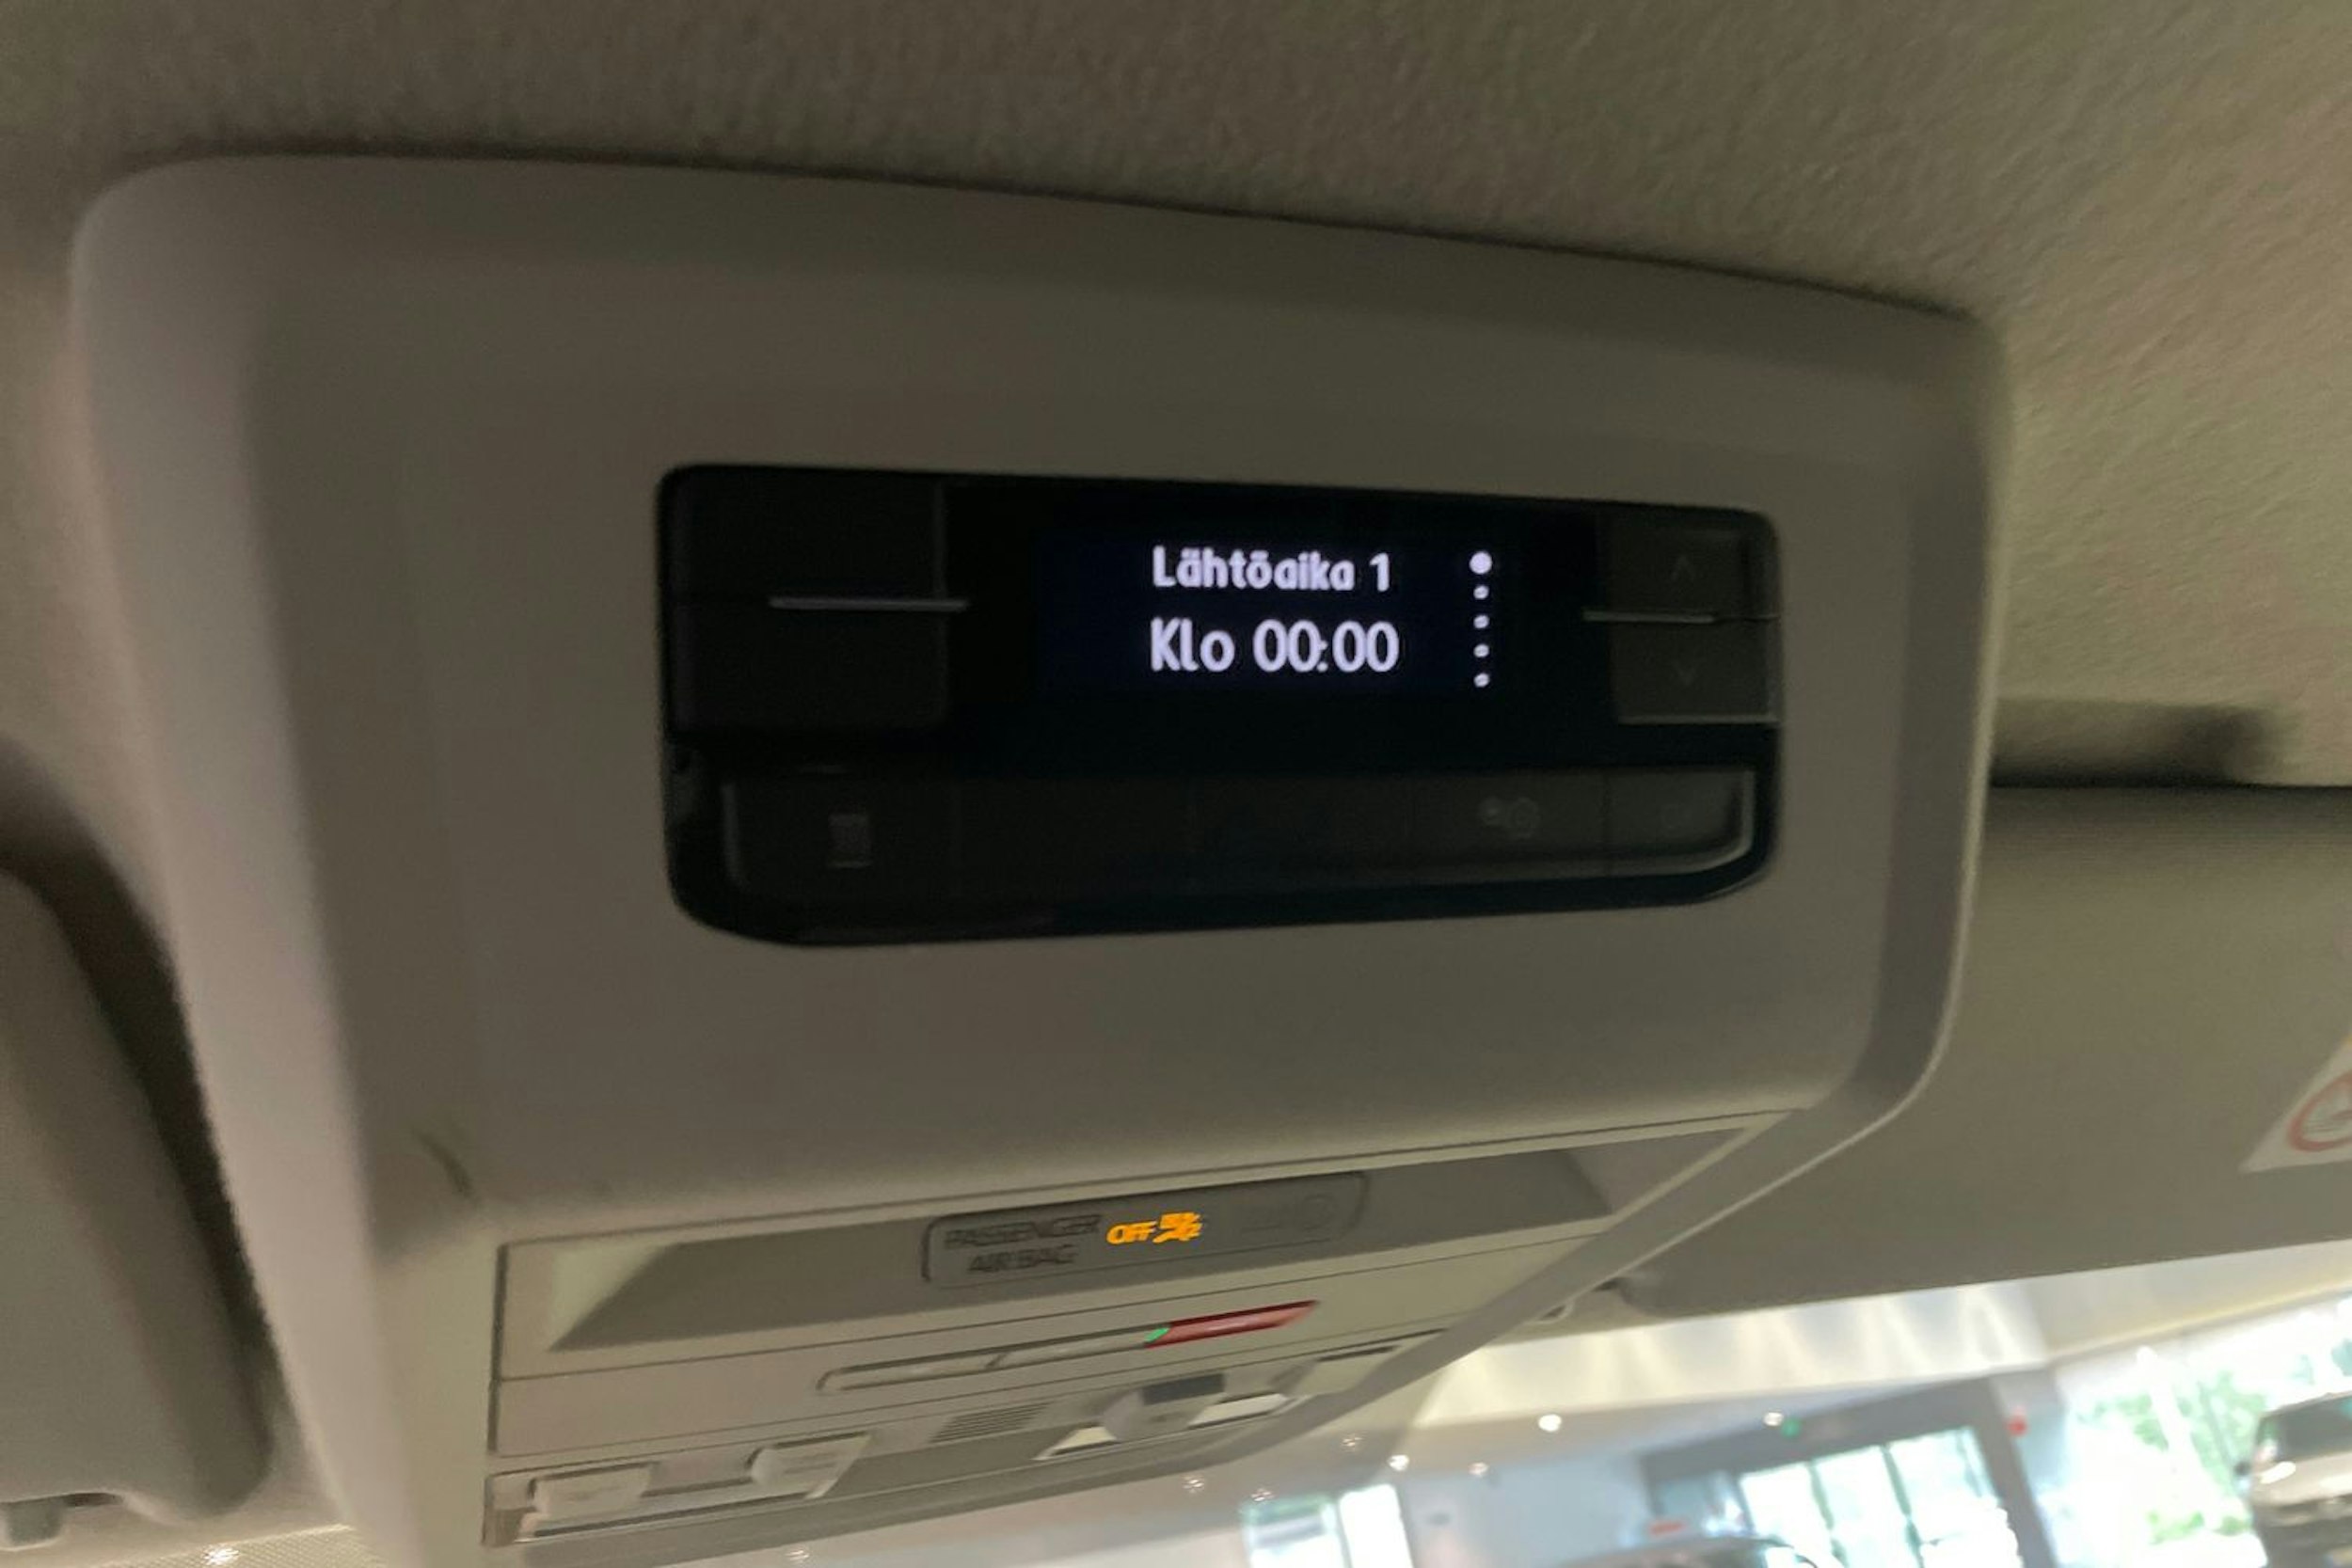 Lähtöaika 1
Klo 00:00
PASSENGER OFF
AIR BAG